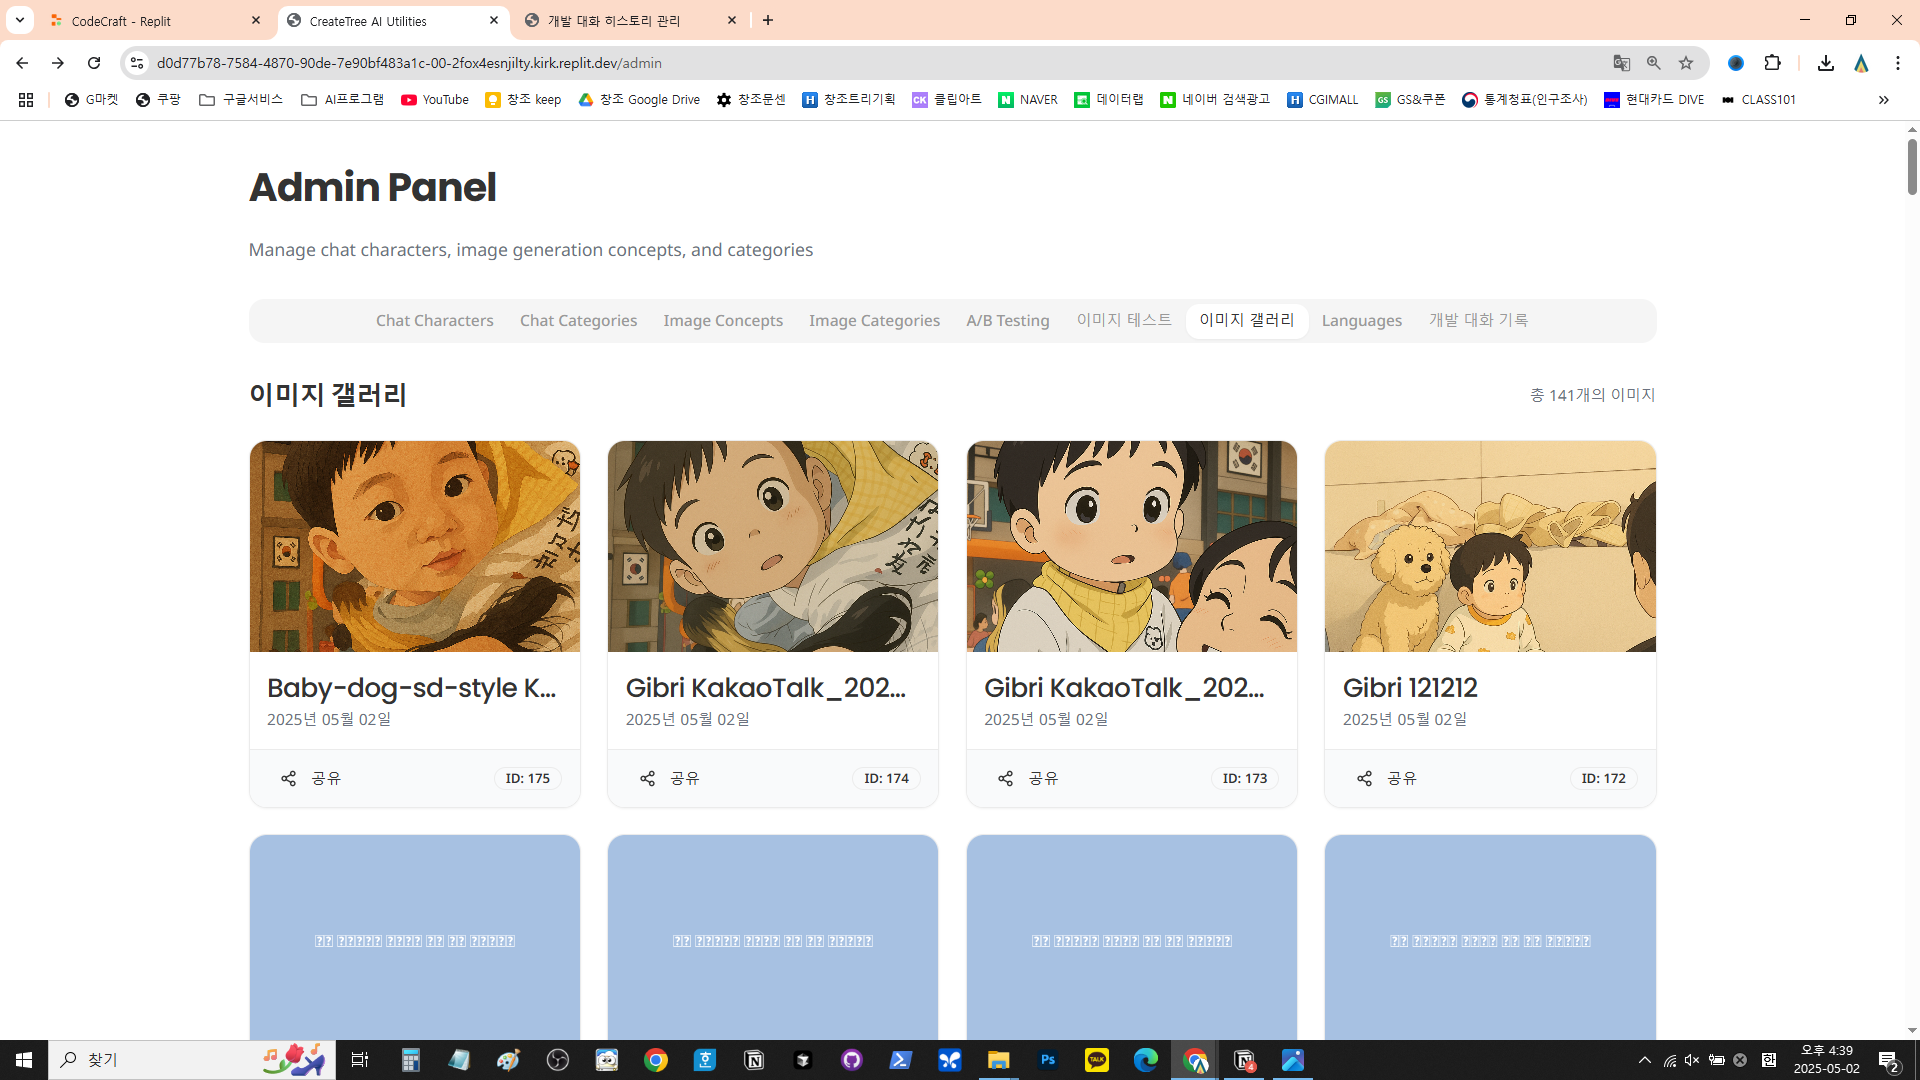 CodeCraft - Replit
CreateTree AI Utilities
개발 대화 히스토리 관리
d0d77b78-7584-4870-90de-7e90bf483a1c-00-2fox4esnjilty.kirk.replit.dev/admin
G마켓
쿠팡
구글서비스
AI프로그램
YouTube
창조 keep
창조 Google Drive
창조문센
창조트리기획
클립아트
NAVER
데이터랩
네이버 검색광고
CGIMALL
GS&쿠폰
통계청표(인구조사)
현대카드 DIVE
CLASS101
Admin Panel
Manage chat characters, image generation concepts, and categories
Chat Characters
Chat Categories
Image Concepts
Image Categories
A/B Testing
이미지 테스트
이미지 갤러리
Languages
개발 대화 기록
이미지 갤러리
총 141개의 이미지
Baby-dog-sd-style K...
2025년 05월 02일
공유
ID: 175
Gibri KakaoTalk_202...
2025년 05월 02일
공유
ID: 174
Gibri KakaoTalk_202...
2025년 05월 02일
공유
ID: 173
Gibri 121212
2025년 05월 02일
공유
ID: 172
찾기
오후 4:39
2025-05-02